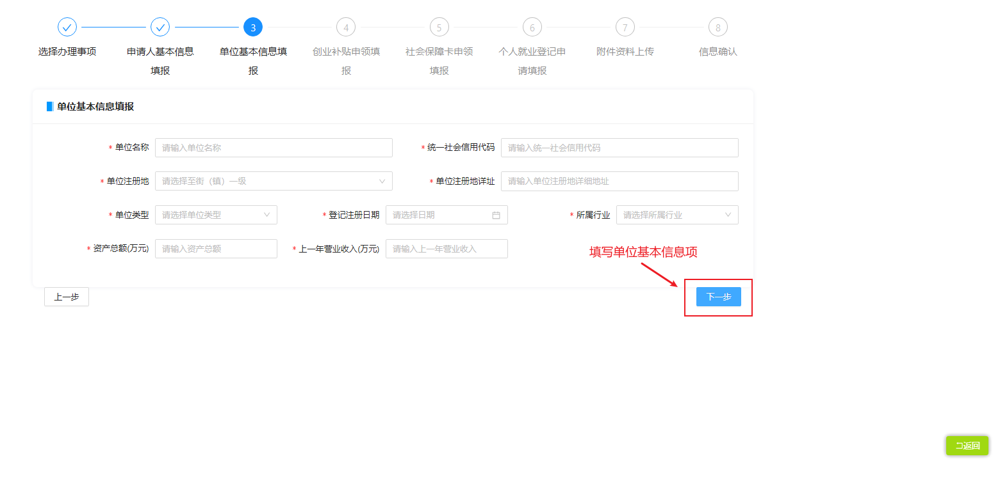 3
4
5
6
7
8
选择办理事项
申请人基本信息
填报
单位基本信息填
报
创业补贴申领填
报
社会保障卡申领
填报
个人就业登记申
请填报
附件资料上传
信息确认
单位基本信息填报
* 单位名称 请输入单位名称
* 统一社会信用代码 请输入统一社会信用代码
* 单位注册地 请选择至街（镇）一级
* 单位注册地详址 请输入单位注册地详细地址
* 单位类型 请选择单位类型
* 登记注册日期 请选择日期
* 所属行业 请选择所属行业
* 资产总额(万元) 请输入资产总额
* 上一年营业收入(万元) 请输入上一年营业收入
填写单位基本信息项
上一步
下一步
返回